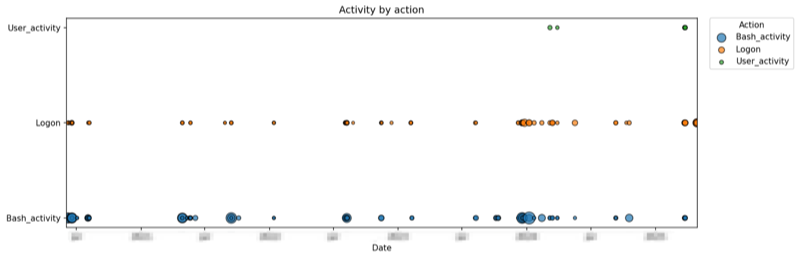 Activity by action
User_activity
Logon
Bash_activity
Date
Action
Bash_activity
Logon
User_activity